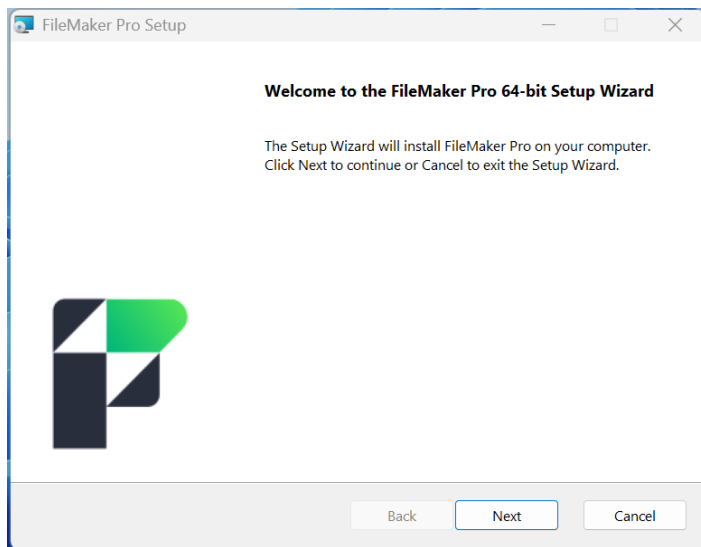 FileMaker Pro Setup
Welcome to the FileMaker Pro 64-bit Setup Wizard
The Setup Wizard will install FileMaker Pro on your computer.
Click Next to continue or Cancel to exit the Setup Wizard.
Back Next Cancel